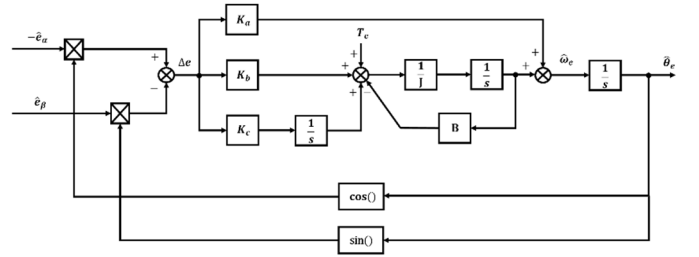 −ê_α
ê_β
+
−
Δe
K_a
K_b
K_c
1/s
T_c
+
+
+
−
1/J
1/s
B
+
+
ω̂_e
1/s
θ̂_e
cos()
sin()